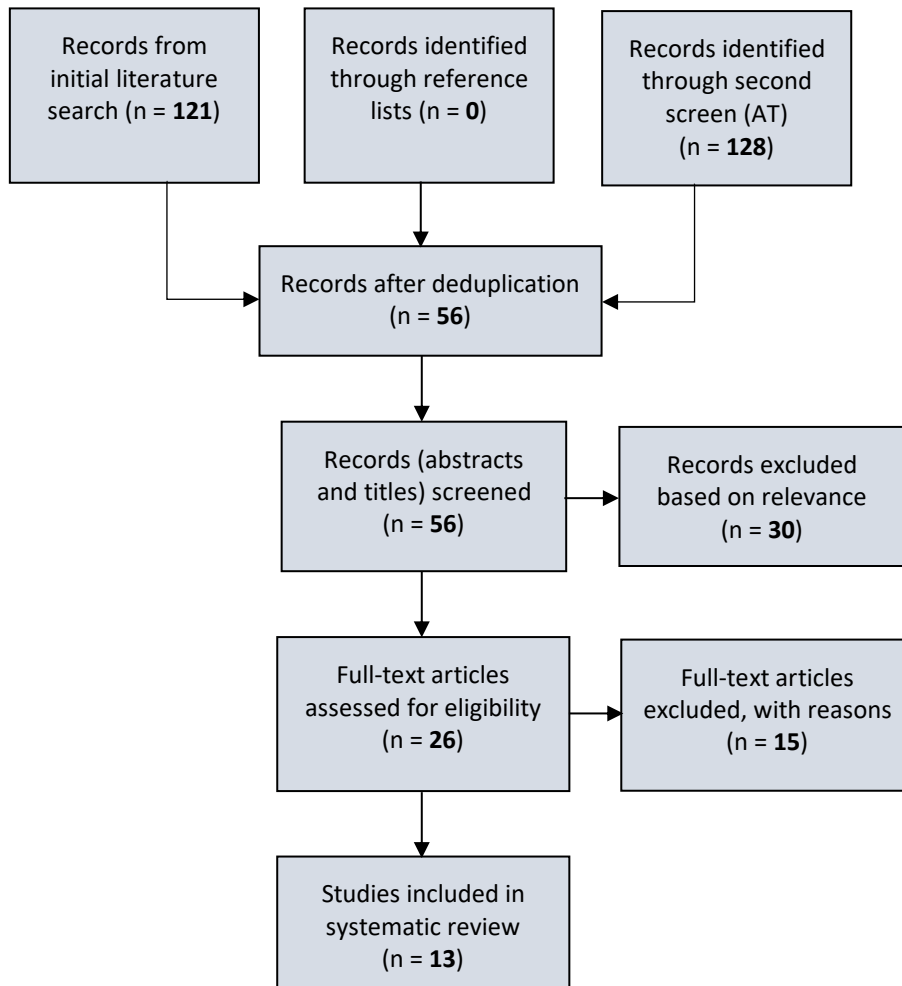 Records from
initial literature
search (n = 121)
Records identified
through reference
lists (n = 0)
Records identified
through second
screen (AT)
(n = 128)
Records after deduplication
(n = 56)
Records (abstracts
and titles) screened
(n = 56)
Records excluded
based on relevance
(n = 30)
Full-text articles
assessed for eligibility
(n = 26)
Full-text articles
excluded, with reasons
(n = 15)
Studies included in
systematic review
(n = 13)